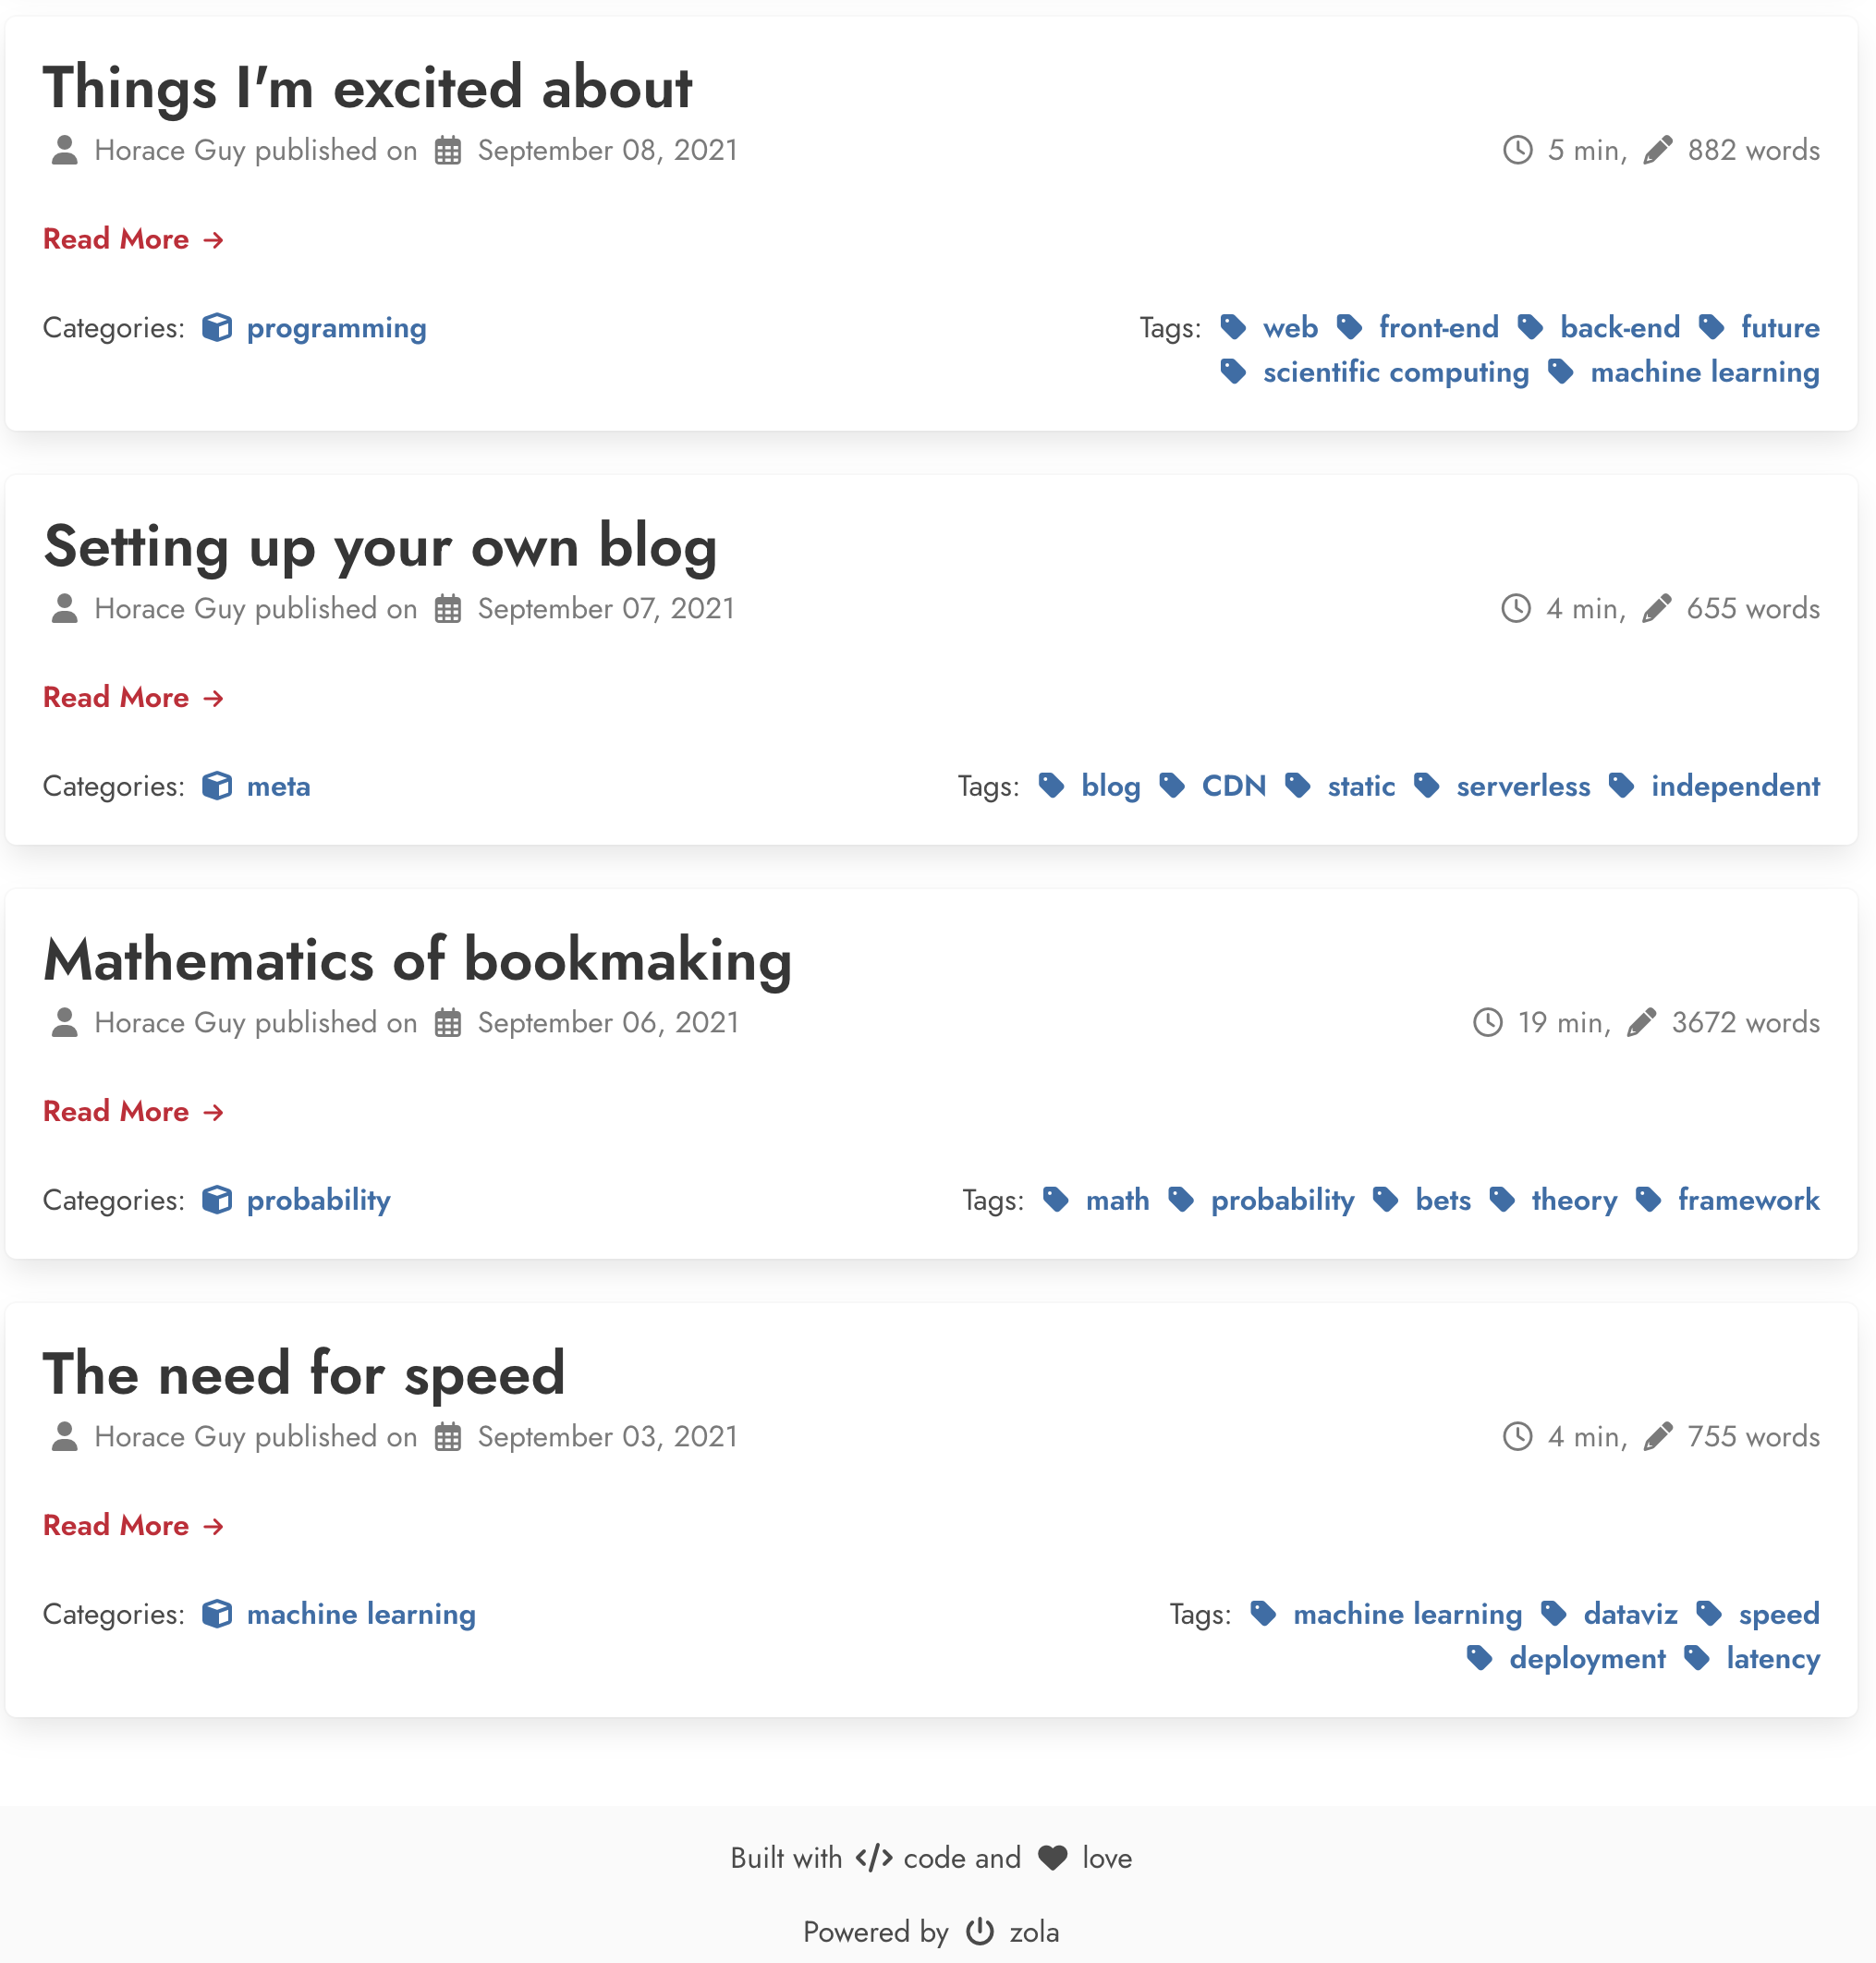 Things I'm excited about
Horace Guy published on September 08, 2021 5 min, 882 words
Read More →
Categories: programming Tags: web front-end back-end future
scientific computing machine learning
Setting up your own blog
Horace Guy published on September 07, 2021 4 min, 655 words
Read More →
Categories: meta Tags: blog CDN static serverless independent
Mathematics of bookmaking
Horace Guy published on September 06, 2021 19 min, 3672 words
Read More →
Categories: probability Tags: math probability bets theory framework
The need for speed
Horace Guy published on September 03, 2021 4 min, 755 words
Read More →
Categories: machine learning Tags: machine learning dataviz speed
deployment latency
Built with </> code and love
Powered by zola